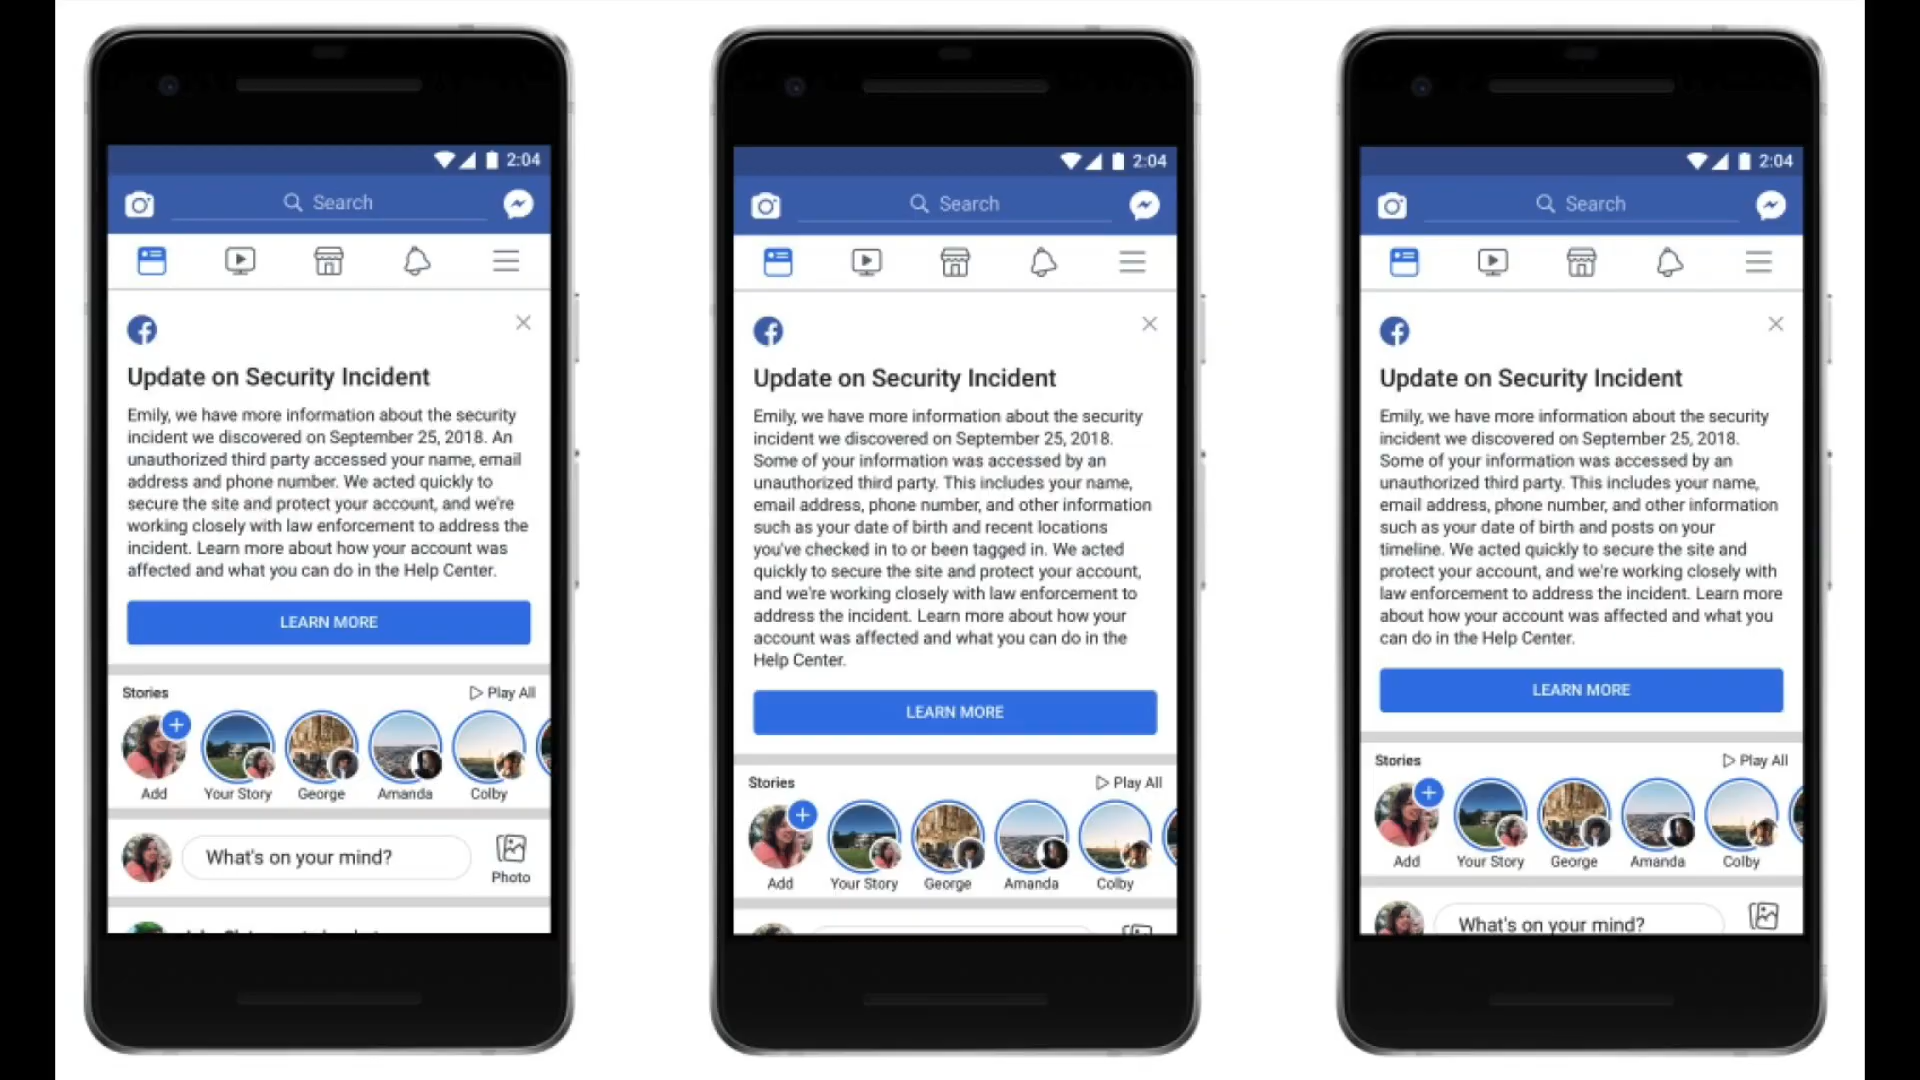 2:04
Search
Update on Security Incident
Emily, we have more information about the security
incident we discovered on September 25, 2018. An
unauthorized third party accessed your name, email
address and phone number. We acted quickly to
secure the site and protect your account, and we're
working closely with law enforcement to address the
incident. Learn more about how your account was
affected and what you can do in the Help Center.
LEARN MORE
Stories
Play All
Add Your Story George Amanda Colby
What's on your mind?
Photo
2:04
Search
Update on Security Incident
Emily, we have more information about the security
incident we discovered on September 25, 2018.
Some of your information was accessed by an
unauthorized third party. This includes your name,
email address, phone number, and other information
such as your date of birth and recent locations
you've checked in to or been tagged in. We acted
quickly to secure the site and protect your account,
and we're working closely with law enforcement to
address the incident. Learn more about how your
account was affected and what you can do in the
Help Center.
LEARN MORE
Stories
Play All
Add Your Story George Amanda Colby
2:04
Search
Update on Security Incident
Emily, we have more information about the security
incident we discovered on September 25, 2018.
Some of your information was accessed by an
unauthorized third party. This includes your name,
email address, phone number, and other information
such as your date of birth and posts on your
timeline. We acted quickly to secure the site and
protect your account, and we're working closely with
law enforcement to address the incident. Learn more
about how your account was affected and what you
can do in the Help Center.
LEARN MORE
Stories
Play All
Add Your Story George Amanda Colby
What's on your mind?